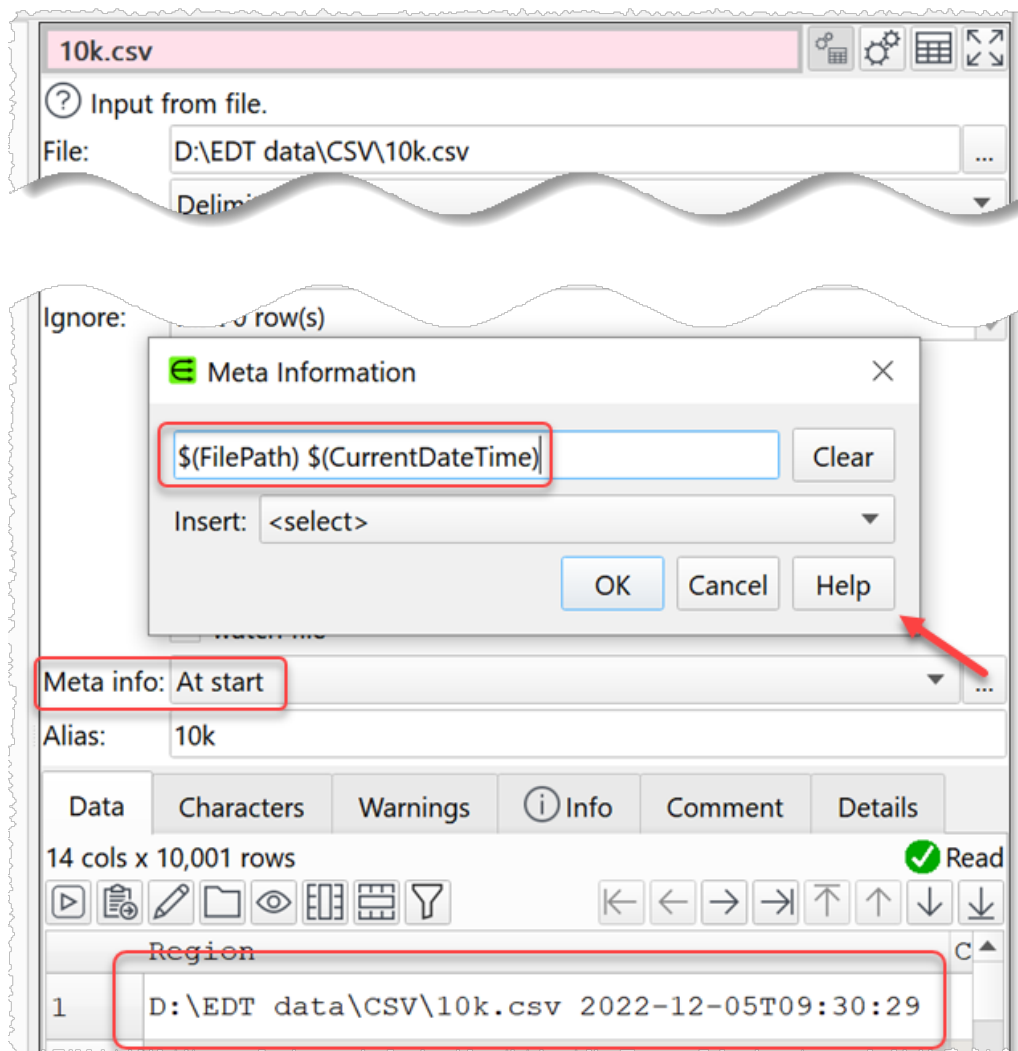 10k.csv
Input from file.
File: D:\EDT data\CSV\10k.csv ...
Ignore: row(s)
Meta Information
$(FilePath) $(CurrentDateTime)
Clear
Insert: <select>
OK Cancel Help
Meta info: At start ...
Alias: 10k
Data Characters Warnings Info Comment Details
14 cols x 10,001 rows Read
Region C
1 D:\EDT data\CSV\10k.csv 2022-12-05T09:30:29